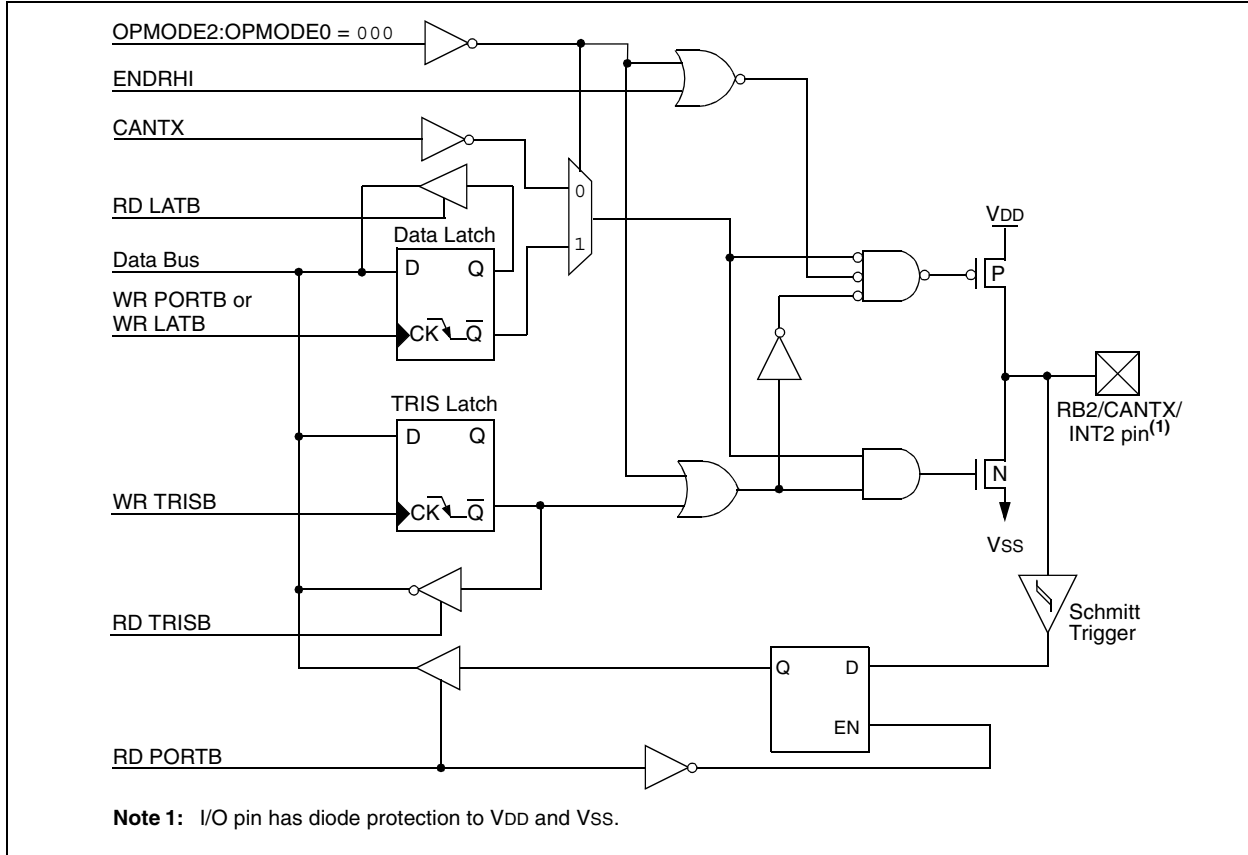 OPMODE2:OPMODE0 = 000
ENDRHI
CANTX
RD LATB
Data Bus
WR PORTB or
WR LATB
Data Latch
D Q
CK Q
0
1
TRIS Latch
D Q
CK Q
WR TRISB
RD TRISB
RD PORTB
VDD
P
N
VSS
RB2/CANTX/
INT2 pin(1)
Schmitt
Trigger
Q D
EN
Note 1: I/O pin has diode protection to VDD and VSS.